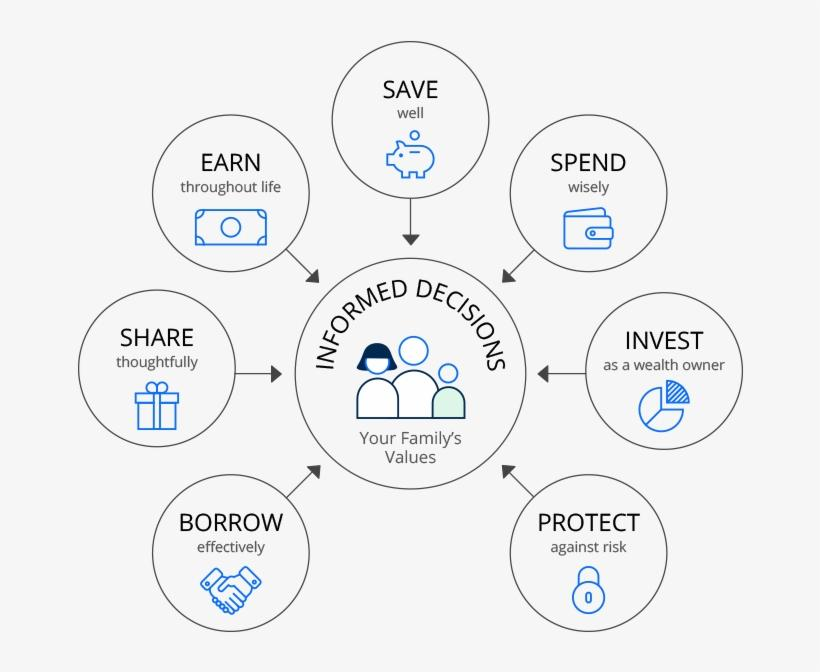 SAVE
well
EARN
throughout life
SPEND
wisely
SHARE
thoughtfully
INFORMED DECISIONS
Your Family's
Values
INVEST
as a wealth owner
BORROW
effectively
PROTECT
against risk